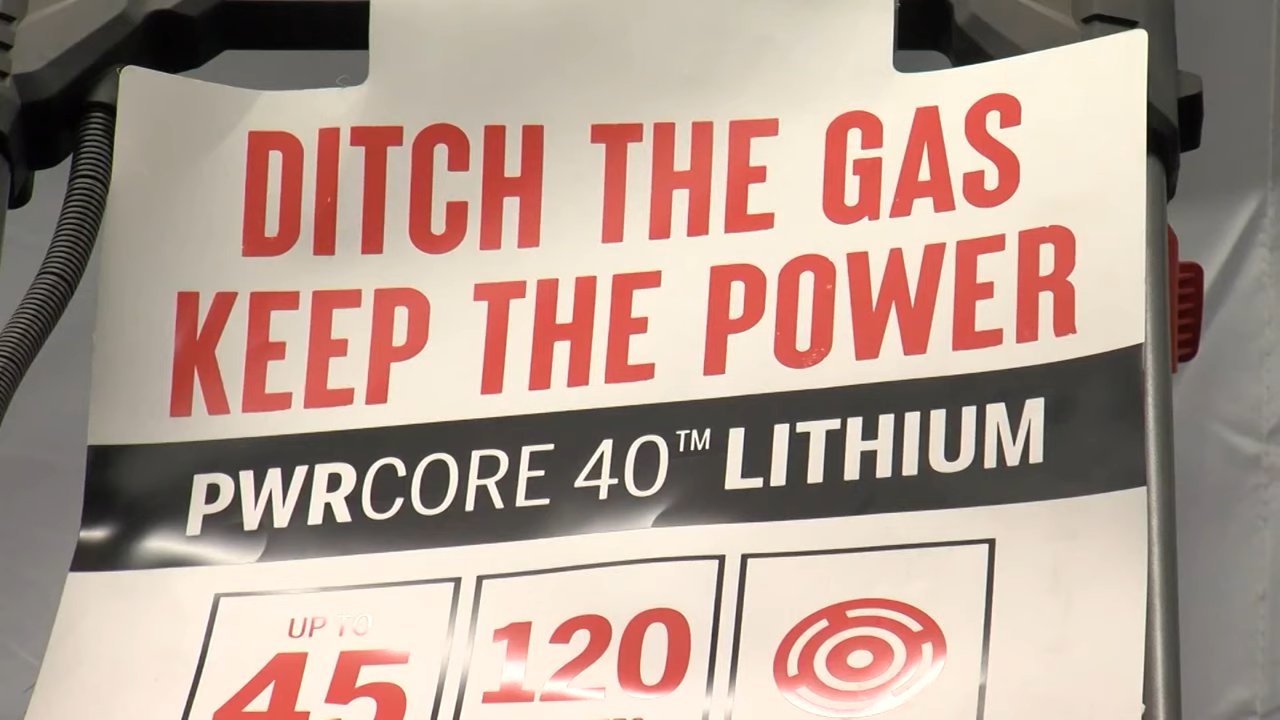 DITCH THE GAS
KEEP THE POWER
PWRCORE 40™ LITHIUM
UP TO
45
120